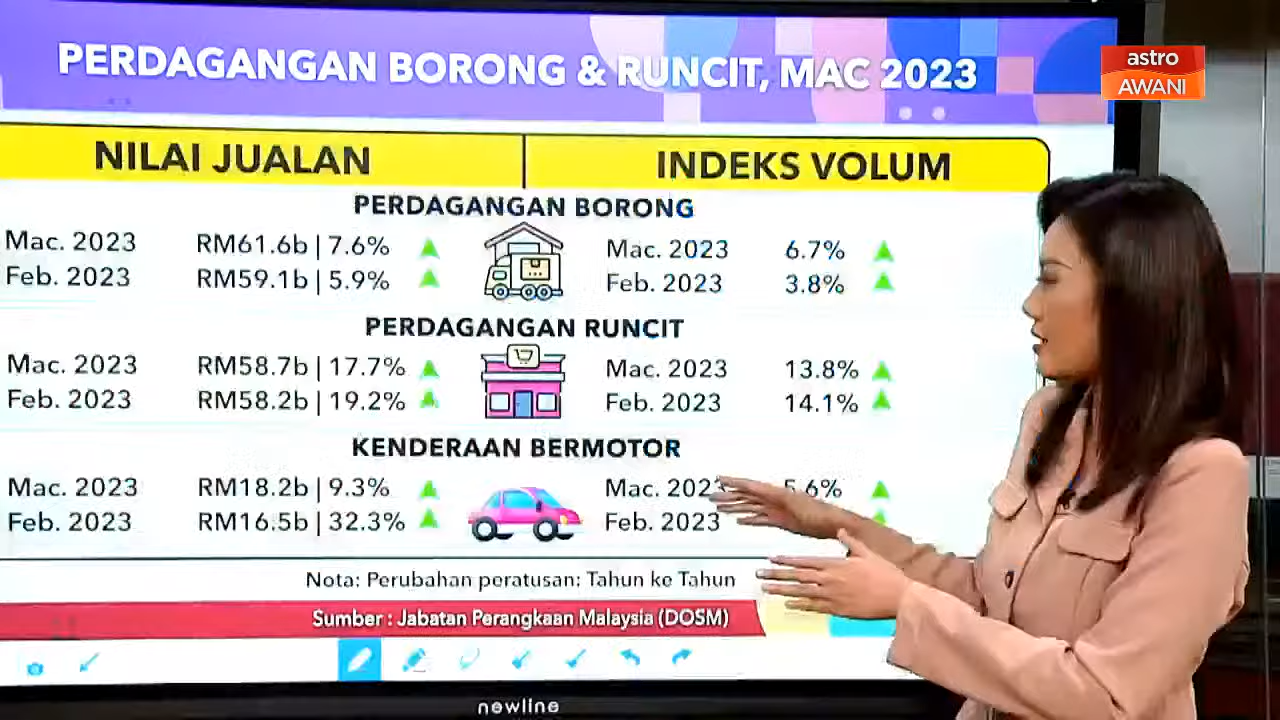 PERDAGANGAN BORONG & RUNCIT, MAC 2023
astro
AWANI
NILAI JUALAN
INDEKS VOLUM
PERDAGANGAN BORONG
Mac. 2023 RM61.6b | 7.6% Mac. 2023 6.7%
Feb. 2023 RM59.1b | 5.9% Feb. 2023 3.8%
PERDAGANGAN RUNCIT
Mac. 2023 RM58.7b | 17.7% Mac. 2023 13.8%
Feb. 2023 RM58.2b | 19.2% Feb. 2023 14.1%
KENDERAAN BERMOTOR
Mac. 2023 RM18.2b | 9.3% Mac. 2023 5.6%
Feb. 2023 RM16.5b | 32.3% Feb. 2023
Nota: Perubahan peratusan: Tahun ke Tahun
Sumber : Jabatan Perangkaan Malaysia (DOSM)
newline